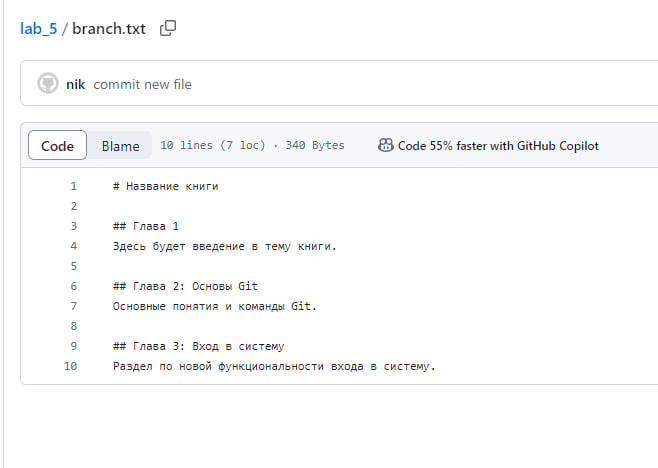 lab_5 / branch.txt
nik commit new file
Code Blame 10 lines (7 loc) · 340 Bytes Code 55% faster with GitHub Copilot
1 # Название книги
2
3 ## Глава 1
4 Здесь будет введение в тему книги.
5
6 ## Глава 2: Основы Git
7 Основные понятия и команды Git.
8
9 ## Глава 3: Вход в систему
10 Раздел по новой функциональности входа в систему.